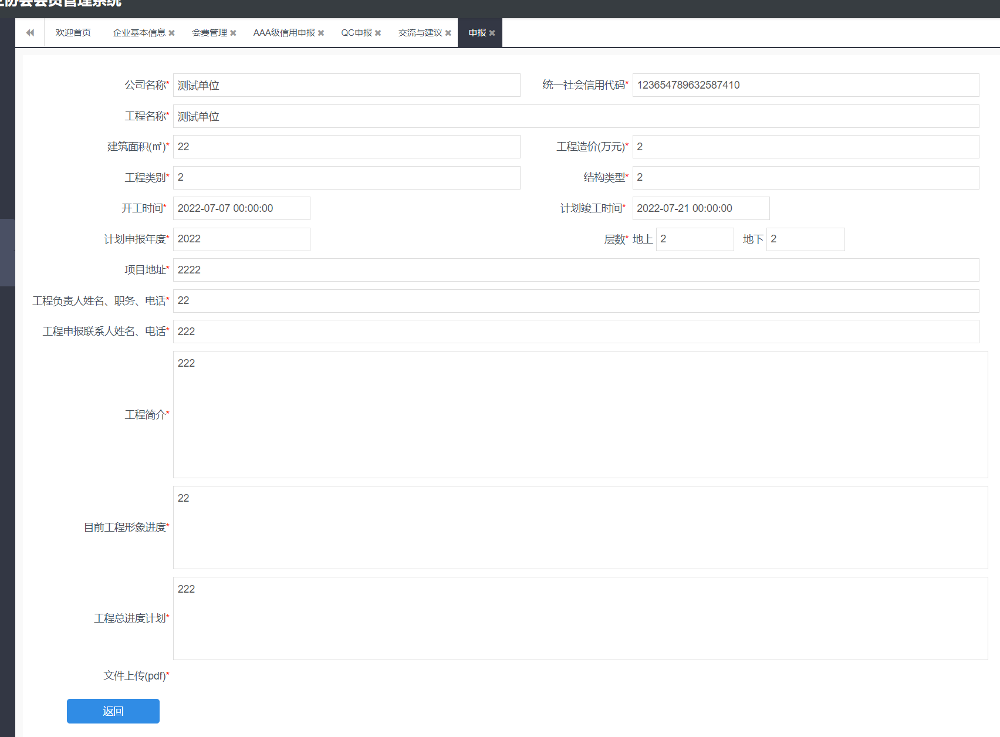 协会会员管理系统
欢迎首页 企业基本信息 会费管理 AAA级信用申报 QC申报 交流与建议 申报
公司名称* 测试单位 统一社会信用代码* 123654789632587410
工程名称* 测试单位
建筑面积(㎡)* 22 工程造价(万元)* 2
工程类别* 2 结构类型* 2
开工时间* 2022-07-07 00:00:00 计划竣工时间* 2022-07-21 00:00:00
计划申报年度* 2022 层数* 地上 2 地下 2
项目地址* 2222
工程负责人姓名、职务、电话* 22
工程申报联系人姓名、电话* 222
工程简介* 222
目前工程形象进度* 22
工程总进度计划* 222
文件上传(pdf)*
返回